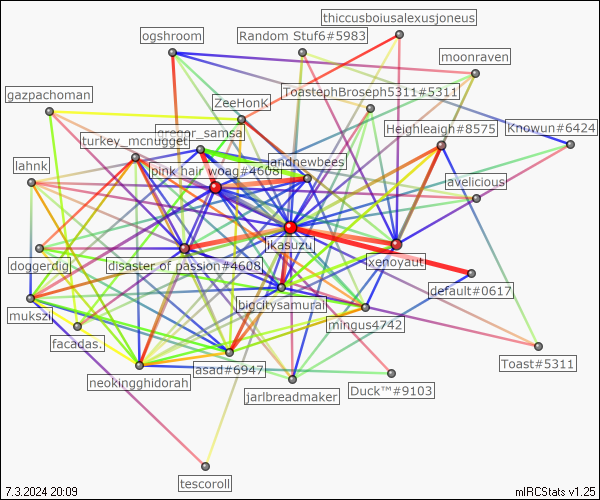 thiccusboiusalexusjoneus
ogshroom
Random Stuf6#5983
moonraven
gazpachoman
ToastephBroseph5311#5311
ZeeHonK
gregor_samsa
Heighleaigh#8575
Knowun#6424
turkey_mcnugget
lahnk
pink hair woag#4608
landnewbees
avelicious
ikasuzu
xenoyaut
doggerdig
disaster of passion#4608
default#0617
mukszi
bigcitysamurai
mingus4742
facadas.
Toast#5311
neokingghidorah
asad#6947
jarlbreadmaker
Duck™#9103
tescoroll
7.3.2024 20:09
mIRCStats v1.25